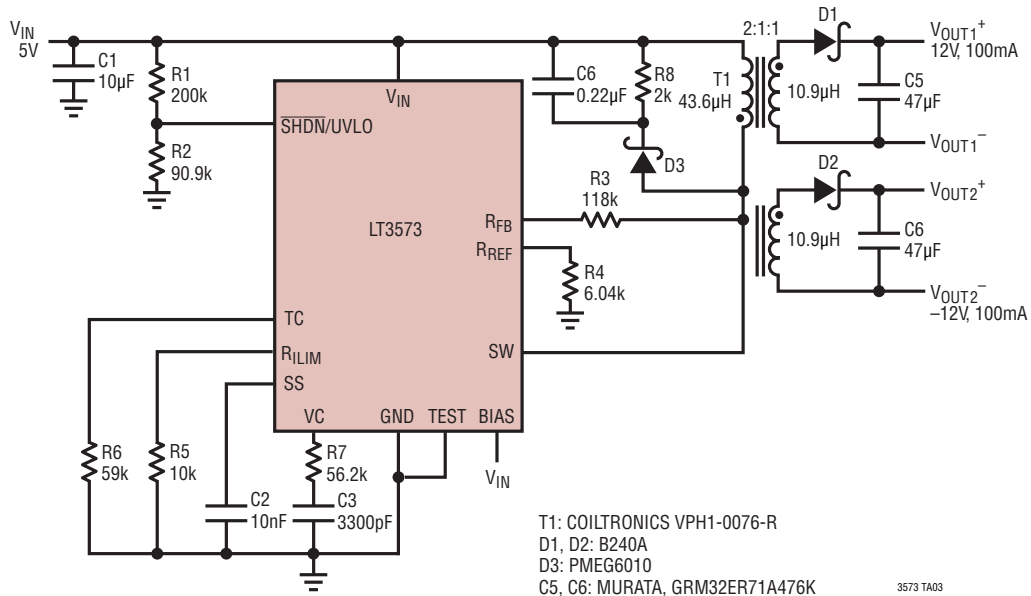 VIN
5V
C1
10µF
R1
200k
R2
90.9k
VIN
SHDN/UVLO
LT3573
RFB
RREF
TC
RILIM
SS
SW
VC
GND
TEST
BIAS
VIN
C6
0.22µF
R8
2k
D3
R3
118k
R4
6.04k
2:1:1
T1
43.6µH
10.9µH
D1
C5
47µF
VOUT1+
12V, 100mA
VOUT1–
D2
10.9µH
C6
47µF
VOUT2+
VOUT2–
–12V, 100mA
R6
59k
R5
10k
C2
10nF
R7
56.2k
C3
3300pF
T1: COILTRONICS VPH1-0076-R
D1, D2: B240A
D3: PMEG6010
C5, C6: MURATA, GRM32ER71A476K
3573 TA03